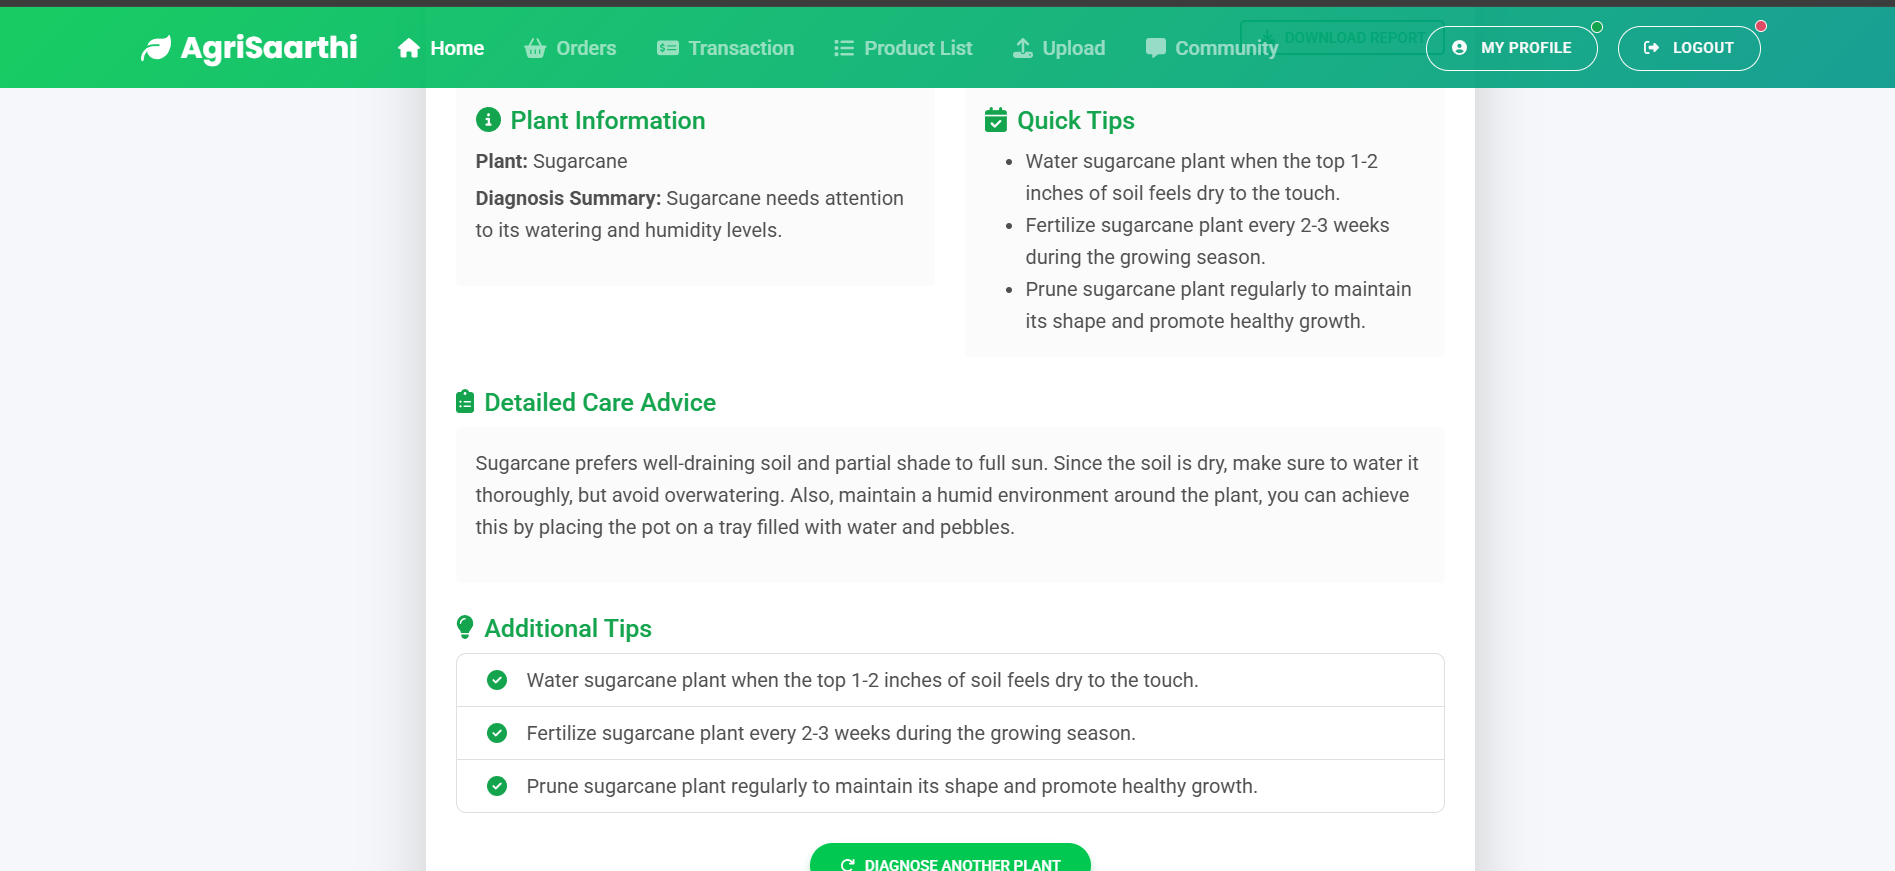 AgriSaarthi
Home
Orders
Transaction
Product List
Upload
Community
DOWNLOAD REPORT
MY PROFILE
LOGOUT
Plant Information
Plant: Sugarcane
Diagnosis Summary: Sugarcane needs attention
to its watering and humidity levels.
Quick Tips
• Water sugarcane plant when the top 1-2
inches of soil feels dry to the touch.
• Fertilize sugarcane plant every 2-3 weeks
during the growing season.
• Prune sugarcane plant regularly to maintain
its shape and promote healthy growth.
Detailed Care Advice
Sugarcane prefers well-draining soil and partial shade to full sun. Since the soil is dry, make sure to water it
thoroughly, but avoid overwatering. Also, maintain a humid environment around the plant, you can achieve
this by placing the pot on a tray filled with water and pebbles.
Additional Tips
Water sugarcane plant when the top 1-2 inches of soil feels dry to the touch.
Fertilize sugarcane plant every 2-3 weeks during the growing season.
Prune sugarcane plant regularly to maintain its shape and promote healthy growth.
DIAGNOSE ANOTHER PLANT